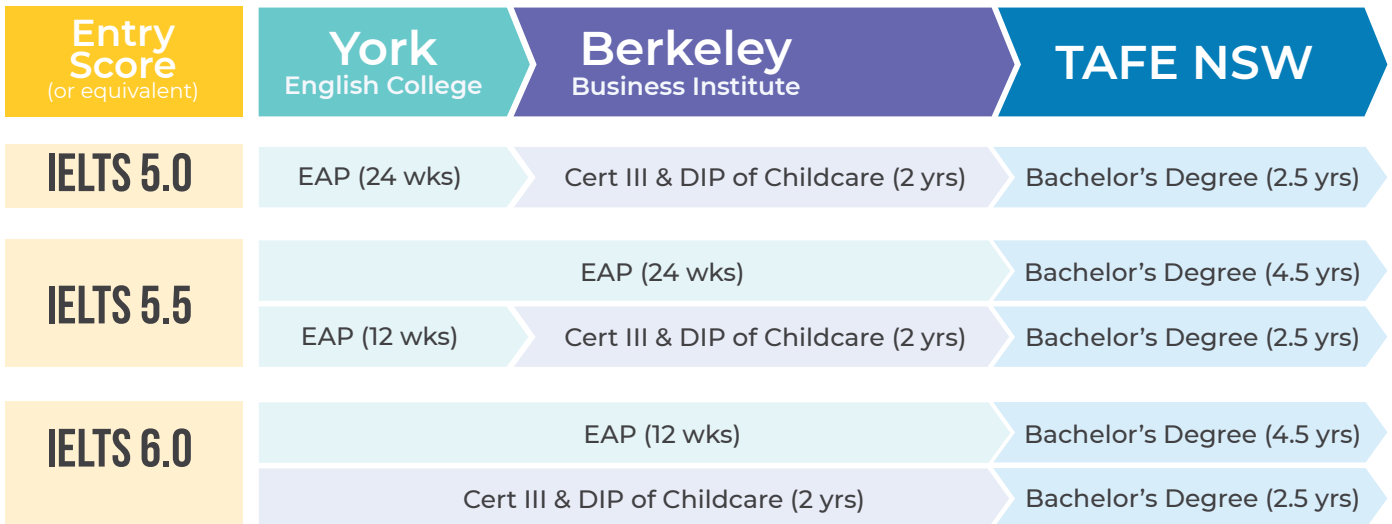 Entry
Score
(or equivalent)
York
English College
Berkeley
Business Institute
TAFE NSW
IELTS 5.0
EAP (24 wks)
Cert III & DIP of Childcare (2 yrs)
Bachelor's Degree (2.5 yrs)
IELTS 5.5
EAP (24 wks)
Bachelor's Degree (4.5 yrs)
EAP (12 wks)
Cert III & DIP of Childcare (2 yrs)
Bachelor's Degree (2.5 yrs)
IELTS 6.0
EAP (12 wks)
Bachelor's Degree (4.5 yrs)
Cert III & DIP of Childcare (2 yrs)
Bachelor's Degree (2.5 yrs)